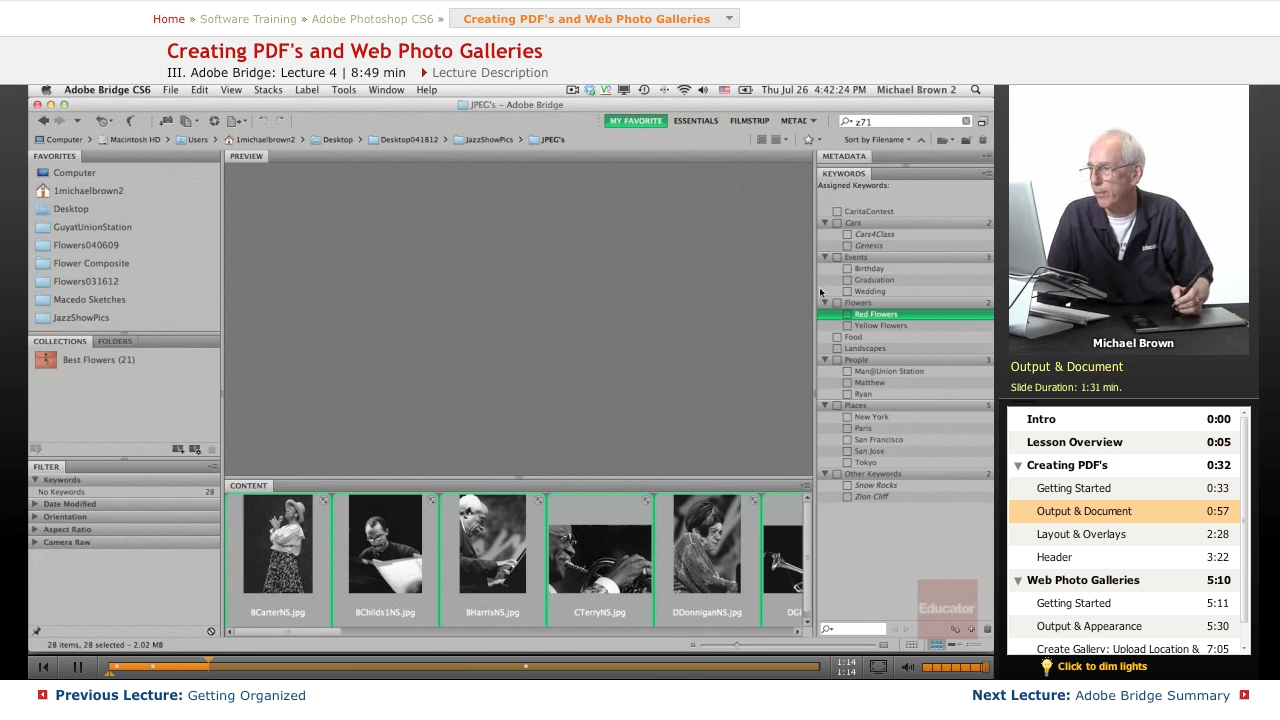 Home » Software Training » Adobe Photoshop CS6 » Creating PDF's and Web Photo Galleries
Creating PDF's and Web Photo Galleries
III. Adobe Bridge: Lecture 4 | 8:49 min Lecture Description
Adobe Bridge CS6 File Edit View Stacks Label Tools Window Help Thu Jul 26 4:42:24 PM Michael Brown 2
JPEG's – Adobe Bridge
MY FAVORITE ESSENTIALS FILMSTRIP METAD z71
Computer Macintosh HD Users 1michaelbrown2 Desktop Desktop041812 JazzShowPics JPEG's Sort by Filename
FAVORITES
Computer
1michaelbrown2
Desktop
GuyatUnionStation
Flowers040609
Flower Composite
Flowers031612
Macedo Sketches
JazzShowPics
COLLECTIONS FOLDERS
Best Flowers (21)
FILTER
Keywords
No Keywords 28
Date Modified
Orientation
Aspect Ratio
Camera Raw
28 items, 28 selected – 2.02 MB
PREVIEW
CONTENT
BCarterNS.jpg BChilds1NS.jpg BHarrisNS.jpg CTerryNS.jpg DDonniganNS.jpg
METADATA
KEYWORDS
Assigned Keywords:
CaritaContest
Cars 2
Cars4Class
Genesis
Events 3
Birthday
Graduation
Wedding
Flowers 2
Red Flowers
Yellow Flowers
Food
Landscapes
People 3
Man@Union Station
Matthew
Ryan
Places 5
New York
Paris
San Francisco
San Jose
Tokyo
Other Keywords 2
Snow Rocks
Zion Cliff
Educator
Michael Brown
Output & Document
Slide Duration: 1:31 min.
Intro 0:00
Lesson Overview 0:05
Creating PDF's 0:32
Getting Started 0:33
Output & Document 0:57
Layout & Overlays 2:28
Header 3:22
Web Photo Galleries 5:10
Getting Started 5:11
Output & Appearance 5:30
Create Gallery: Upload Location & 7:05
1:14
1:14
Click to dim lights
Previous Lecture: Getting Organized
Next Lecture: Adobe Bridge Summary